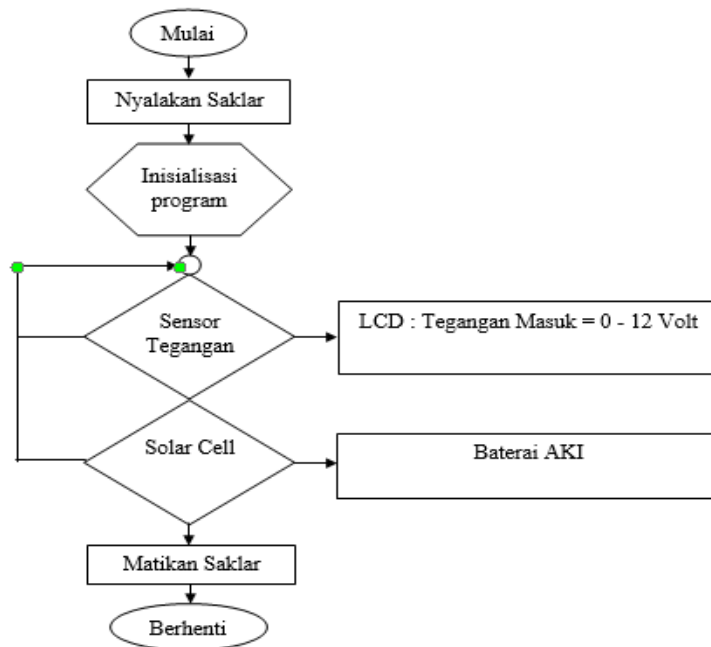 Mulai
Nyalakan Saklar
Inisialisasi
program
Sensor
Tegangan
LCD : Tegangan Masuk = 0 - 12 Volt
Solar Cell
Baterai AKI
Matikan Saklar
Berhenti